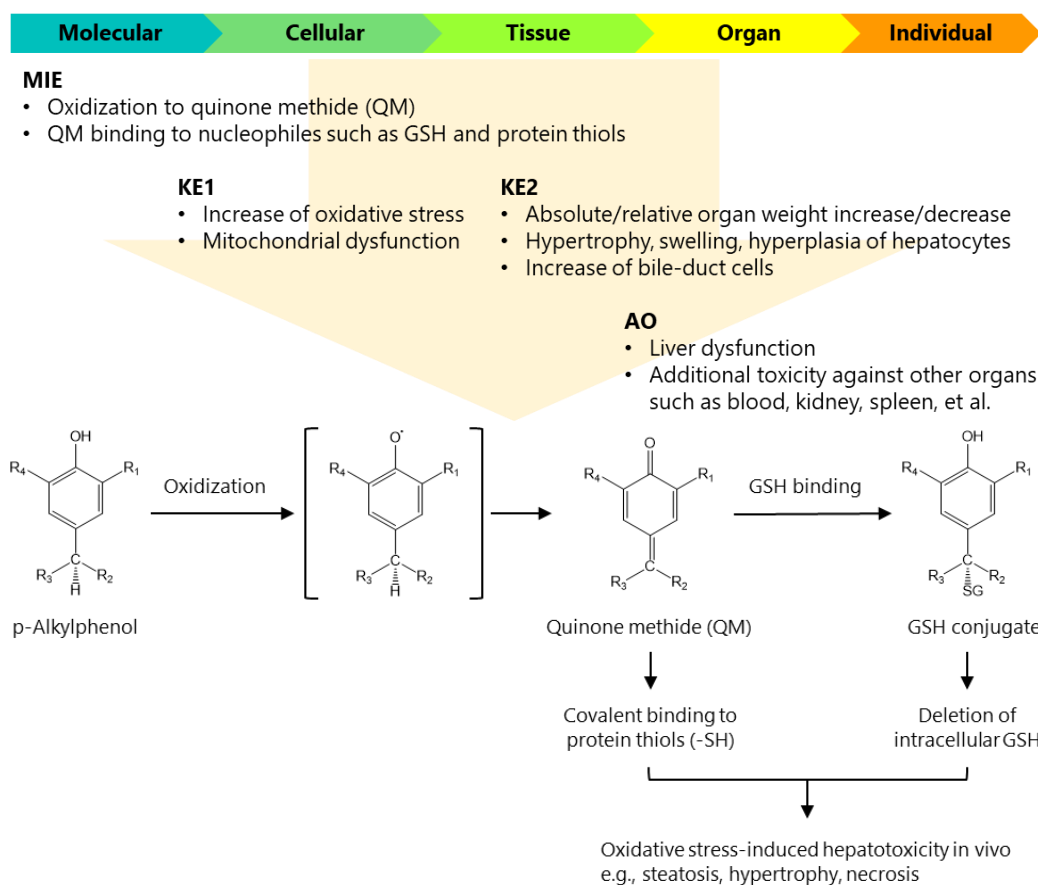 Molecular Cellular Tissue Organ Individual
MIE
• Oxidization to quinone methide (QM)
• QM binding to nucleophiles such as GSH and protein thiols
KE1
• Increase of oxidative stress
• Mitochondrial dysfunction
KE2
• Absolute/relative organ weight increase/decrease
• Hypertrophy, swelling, hyperplasia of hepatocytes
• Increase of bile-duct cells
AO
• Liver dysfunction
• Additional toxicity against other organs
such as blood, kidney, spleen, et al.
OH
R4 R1
C
R3 H R2
p-Alkylphenol
Oxidization
O•
R4 R1
C
R3 H R2
O
R4 R1
C
R3 R2
Quinone methide (QM)
GSH binding
OH
R4 R1
C
R3 SG R2
GSH conjugate
Covalent binding to
protein thiols (-SH)
Deletion of
intracellular GSH
Oxidative stress-induced hepatotoxicity in vivo
e.g., steatosis, hypertrophy, necrosis